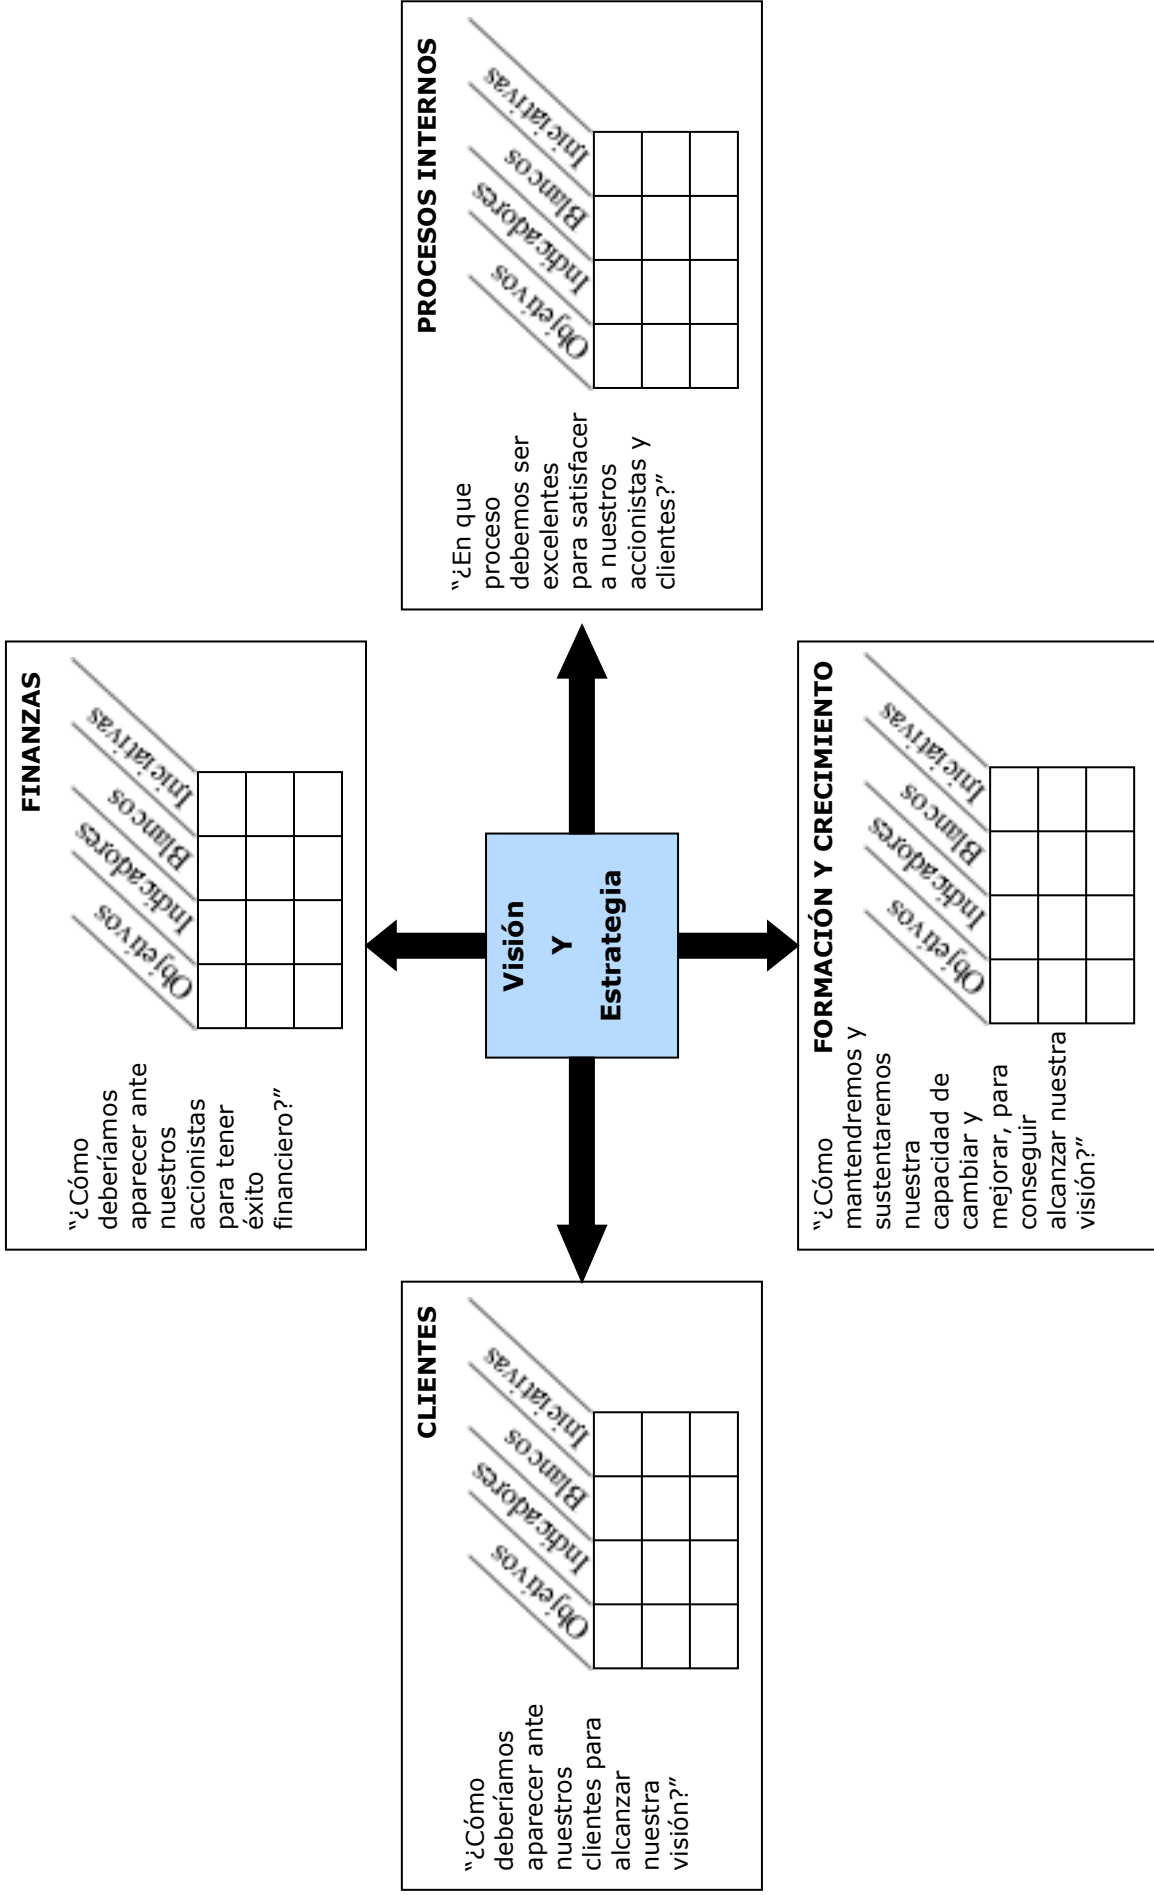 FINANZAS
“¿Cómo
deberíamos
aparecer ante
nuestros
accionistas
para tener
éxito
financiero?”
Objetivos
Indicadores
Blancos
Iniciativas
CLIENTES
“¿Cómo
deberíamos
aparecer ante
nuestros
clientes para
alcanzar
nuestra
visión?”
Objetivos
Indicadores
Blancos
Iniciativas
Visión
Y
Estrategia
PROCESOS INTERNOS
“¿En que
proceso
debemos ser
excelentes
para satisfacer
a nuestros
accionistas y
clientes?”
Objetivos
Indicadores
Blancos
Iniciativas
FORMACIÓN Y CRECIMIENTO
“¿Cómo
mantendremos y
sustentaremos
nuestra
capacidad de
cambiar y
mejorar, para
conseguir
alcanzar nuestra
visión?”
Objetivos
Indicadores
Blancos
Iniciativas